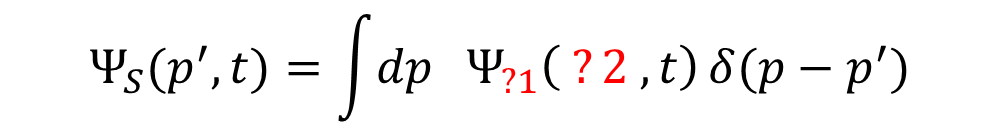 Ψ_S(p′, t) = ∫ dp Ψ_?1( ? 2 , t) δ(p − p′)